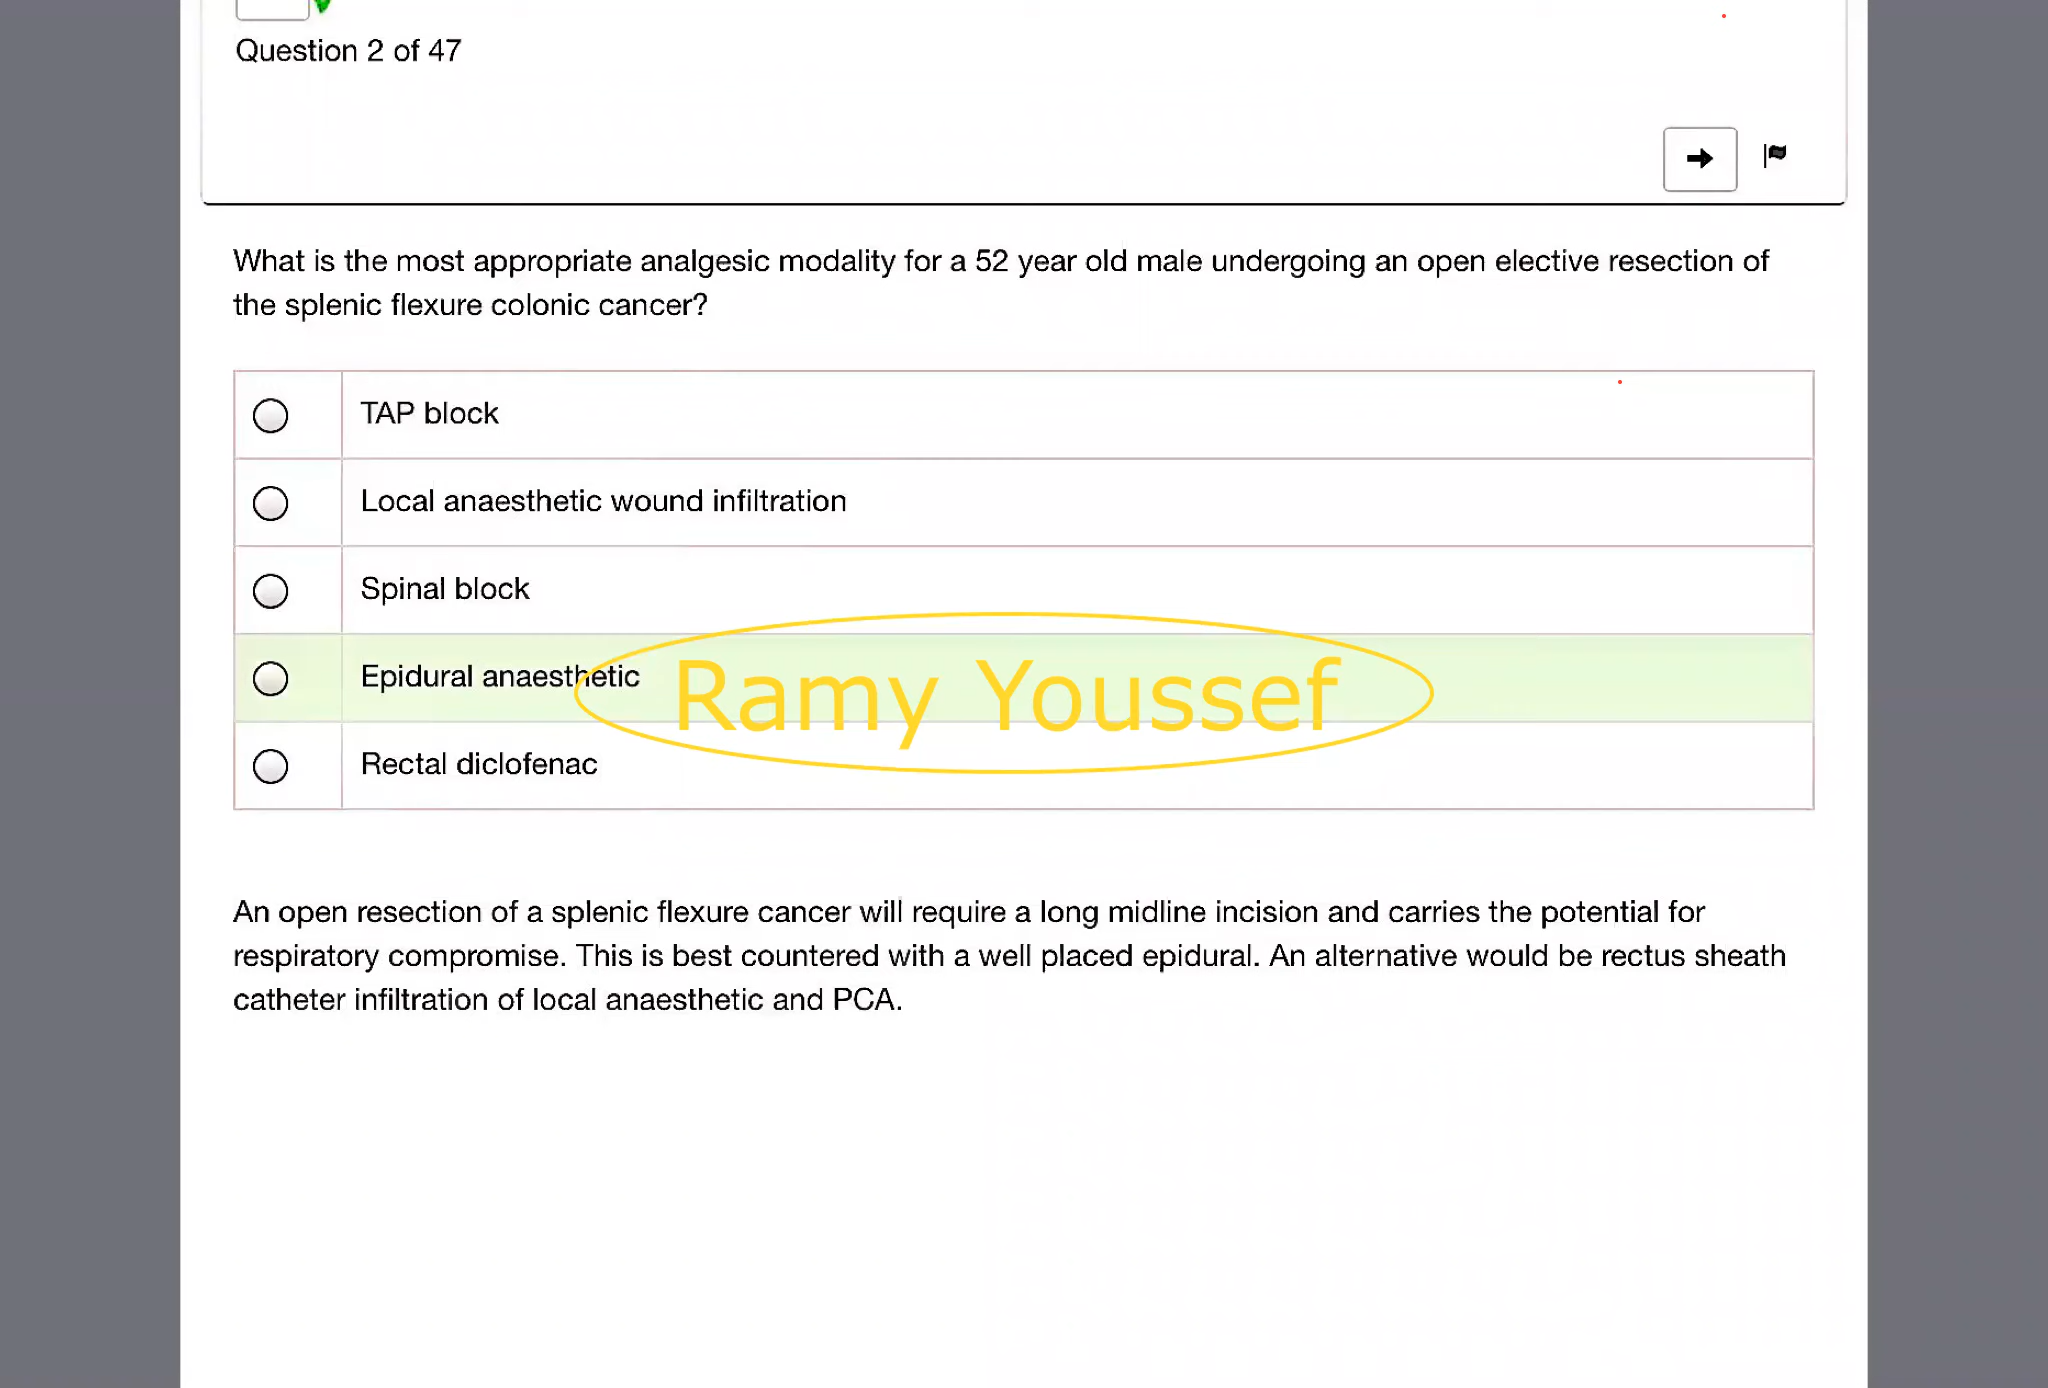 Question 2 of 47
What is the most appropriate analgesic modality for a 52 year old male undergoing an open elective resection of
the splenic flexure colonic cancer?
TAP block
Local anaesthetic wound infiltration
Spinal block
Epidural anaesthetic
Ramy Youssef
Rectal diclofenac
An open resection of a splenic flexure cancer will require a long midline incision and carries the potential for
respiratory compromise. This is best countered with a well placed epidural. An alternative would be rectus sheath
catheter infiltration of local anaesthetic and PCA.